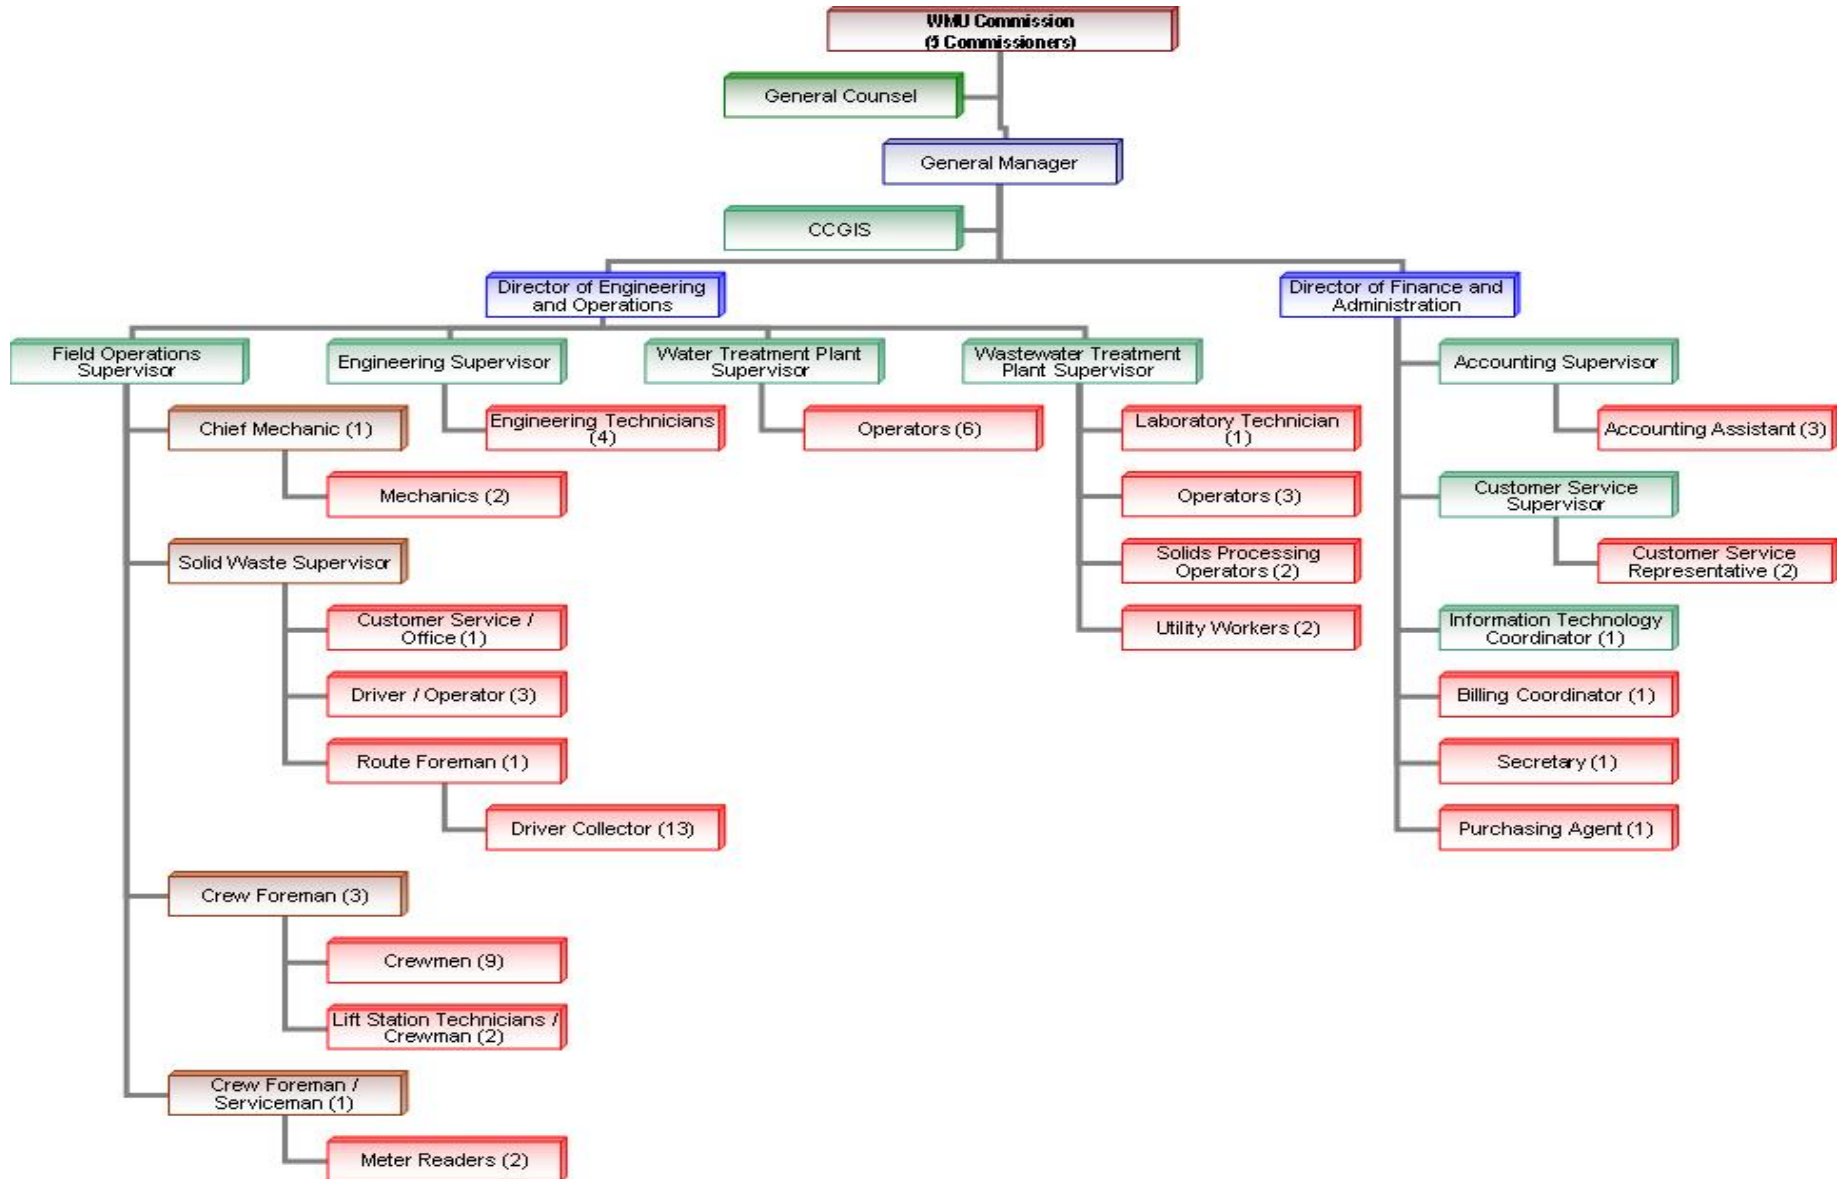 WMU Commission
(5 Commissioners)
General Counsel
General Manager
CCGIS
Director of Engineering
and Operations
Director of Finance and
Administration
Field Operations
Supervisor
Engineering Supervisor
Water Treatment Plant
Supervisor
Wastewater Treatment
Plant Supervisor
Accounting Supervisor
Chief Mechanic (1)
Engineering Technicians
(4)
Operators (6)
Laboratory Technician
(1)
Accounting Assistant (3)
Mechanics (2)
Operators (3)
Customer Service
Supervisor
Solid Waste Supervisor
Solids Processing
Operators (2)
Customer Service
Representative (2)
Customer Service /
Office (1)
Utility Workers (2)
Information Technology
Coordinator (1)
Driver / Operator (3)
Billing Coordinator (1)
Route Foreman (1)
Secretary (1)
Driver Collector (13)
Purchasing Agent (1)
Crew Foreman (3)
Crewmen (9)
Lift Station Technicians /
Crewman (2)
Crew Foreman /
Serviceman (1)
Meter Readers (2)